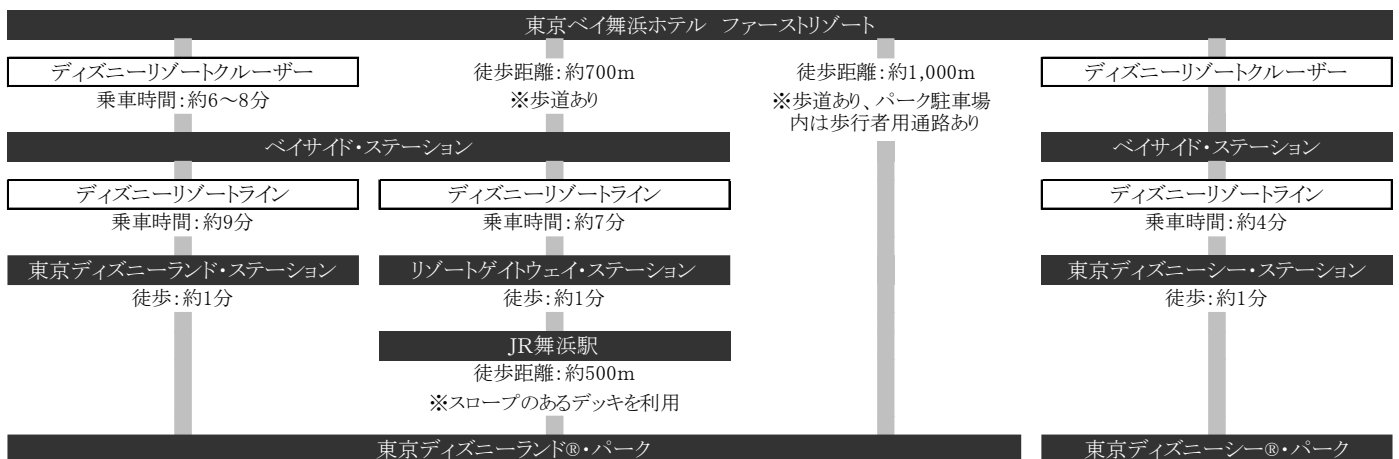 東京ベイ舞浜ホテル　ファーストリゾート
ディズニーリゾートクルーザー
乗車時間：約6～8分
徒歩距離：約700m
※歩道あり
徒歩距離：約1,000m
※歩道あり、パーク駐車場
内は歩行者用通路あり
ディズニーリゾートクルーザー
ベイサイド・ステーション
ベイサイド・ステーション
ディズニーリゾートライン
乗車時間：約9分
ディズニーリゾートライン
乗車時間：約7分
ディズニーリゾートライン
乗車時間：約4分
東京ディズニーランド・ステーション
徒歩：約1分
リゾートゲイトウェイ・ステーション
徒歩：約1分
東京ディズニーシー・ステーション
徒歩：約1分
JR舞浜駅
徒歩距離：約500m
※スロープのあるデッキを利用
東京ディズニーランド®・パーク
東京ディズニーシー®・パーク